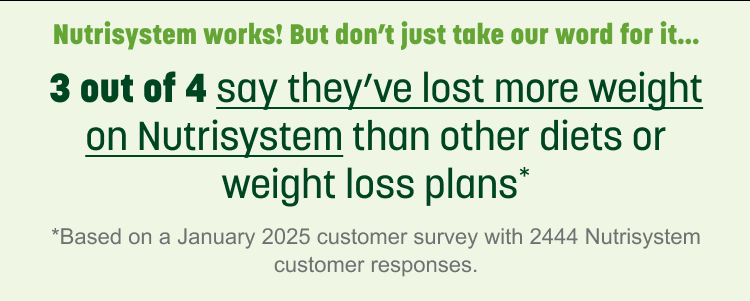 Nutrisystem works! But don’t just take our word for it...
3 out of 4 say they’ve lost more weight
on Nutrisystem than other diets or
weight loss plans*
*Based on a January 2025 customer survey with 2444 Nutrisystem
customer responses.